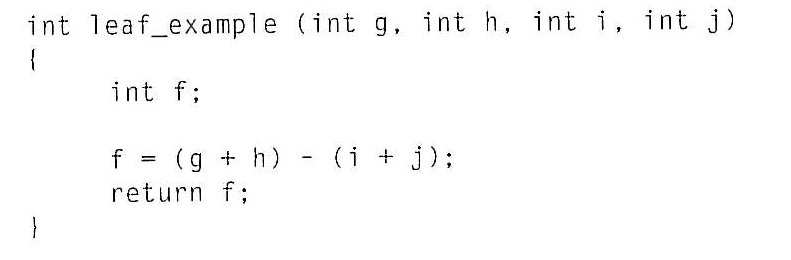 int leaf_example (int g, int h, int i, int j)
{
int f;
f = (g + h) - (i + j);
return f;
}